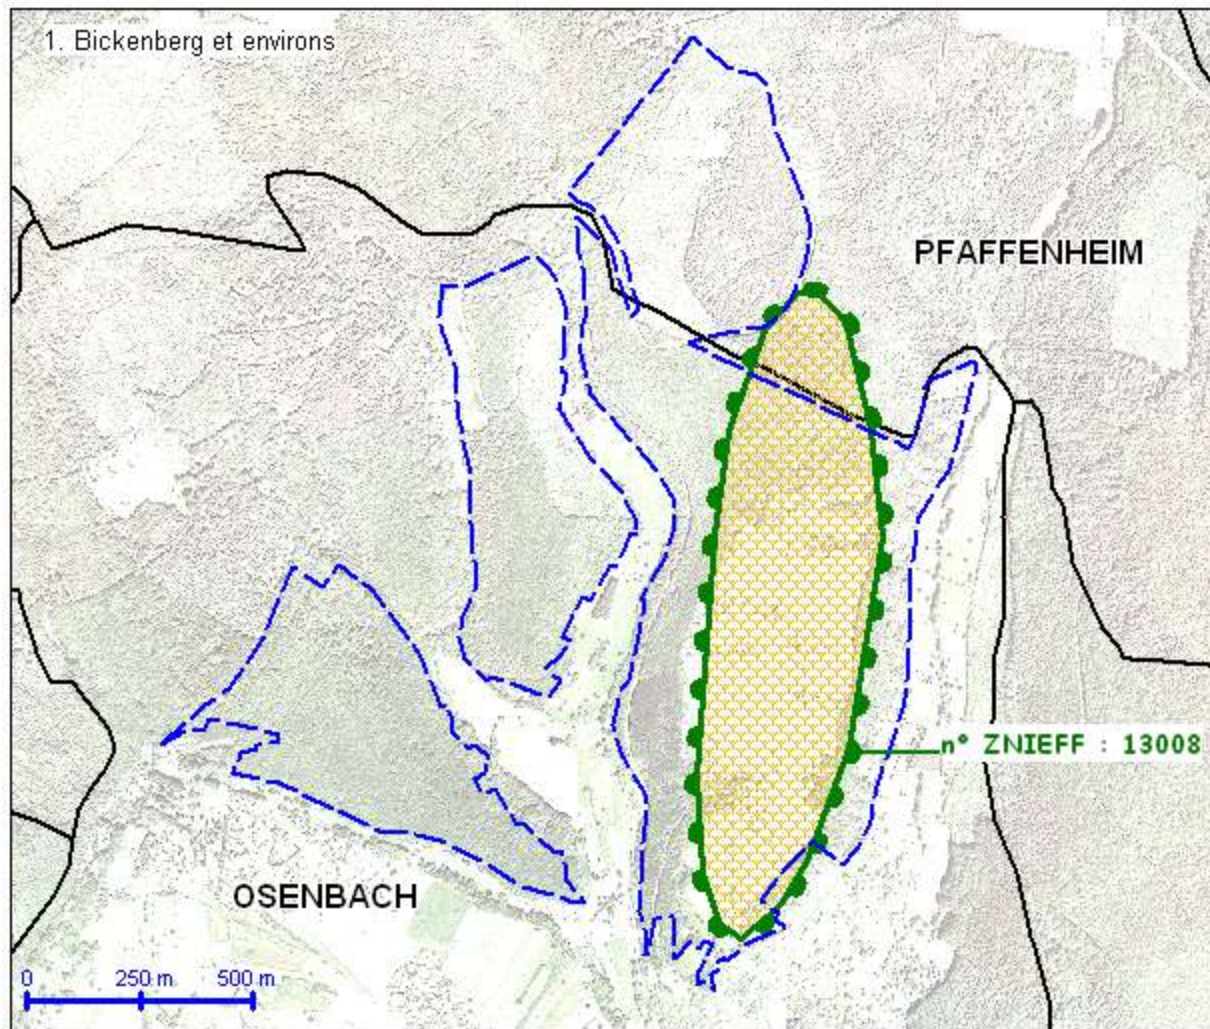 1. Bickenberg et environs
PFAFFENHEIM
n° ZNIEFF : 13008
OSENBACH
0 250 m 500 m